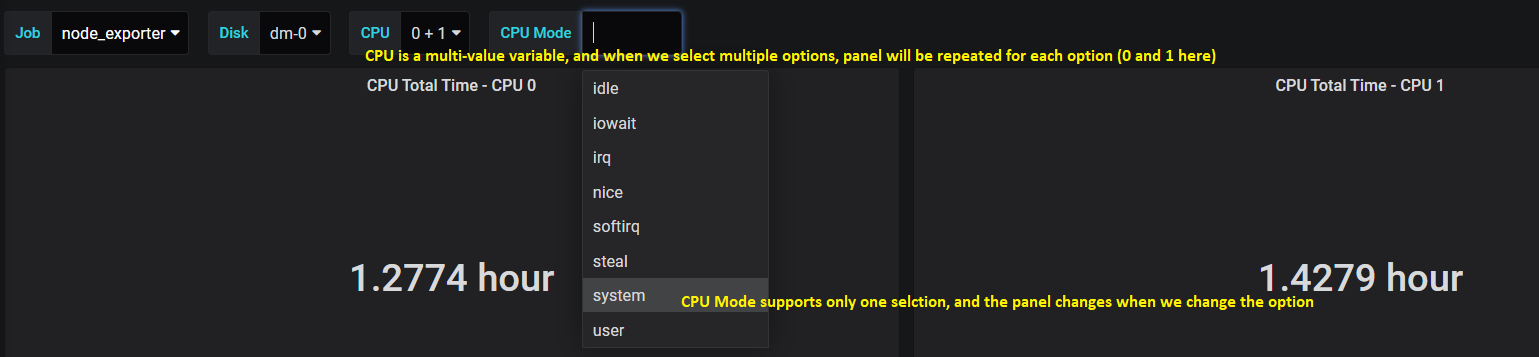 Job node_exporter Disk dm-0 CPU 0 + 1 CPU Mode
CPU is a multi-value variable, and when we select multiple options, panel will be repeated for each option (0 and 1 here)
CPU Total Time - CPU 0
CPU Total Time - CPU 1
idle
iowait
irq
nice
softirq
steal
1.2774 hour
1.4279 hour
system
CPU Mode supports only one selction, and the panel changes when we change the option
user